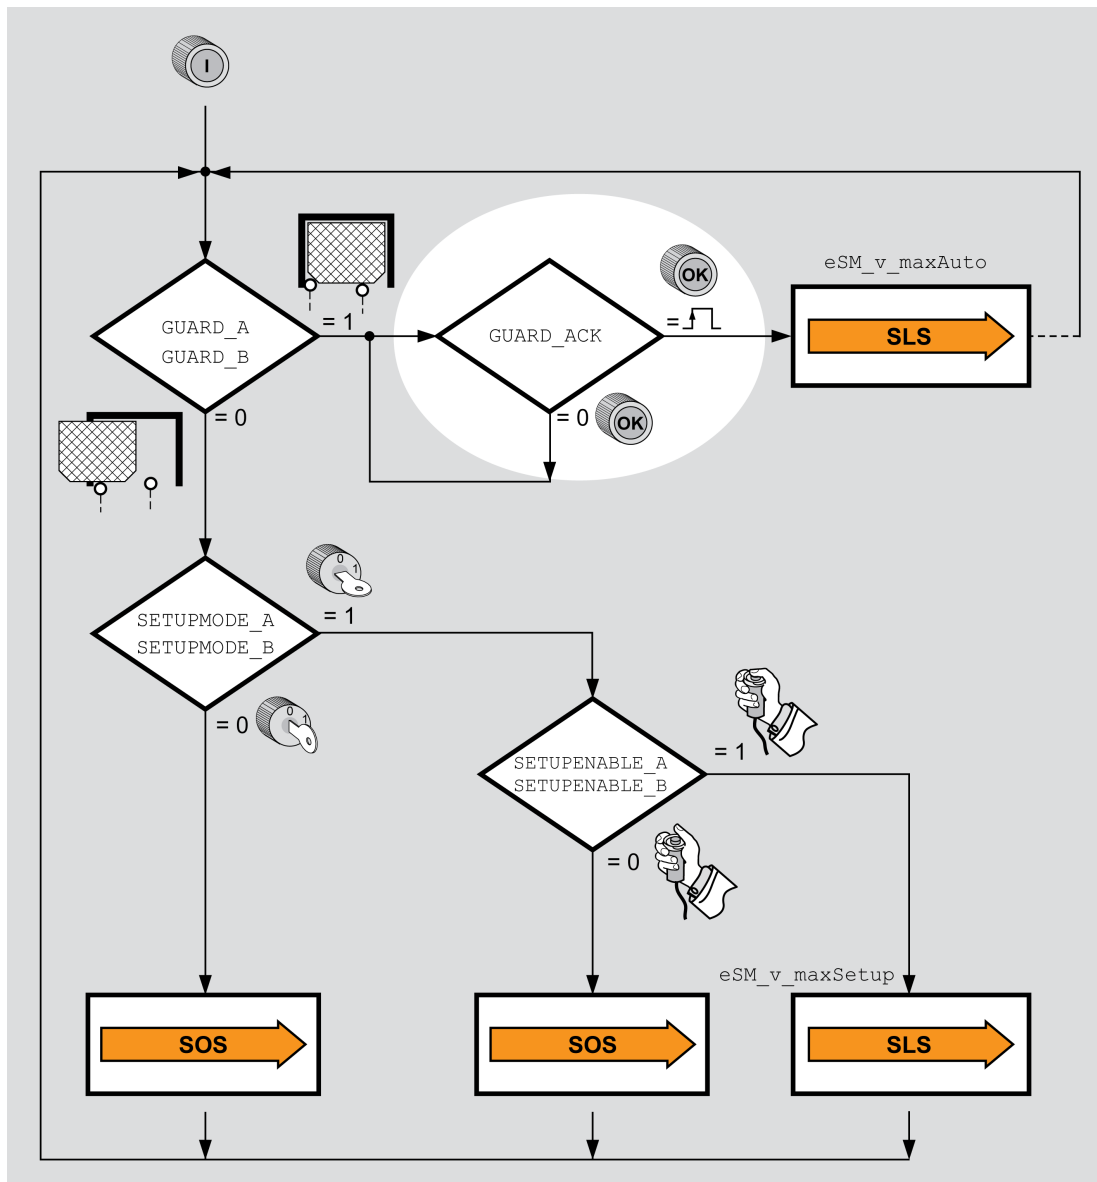 I
eSM_v_maxAuto
OK
= 1
=
GUARD_A
GUARD_B
GUARD_ACK
SLS
= 0
= 0
OK
0
1
SETUPMODE_A
SETUPMODE_B
= 1
0
1
= 0
= 1
SETUPENABLE_A
SETUPENABLE_B
= 0
eSM_v_maxSetup
SOS
SOS
SLS